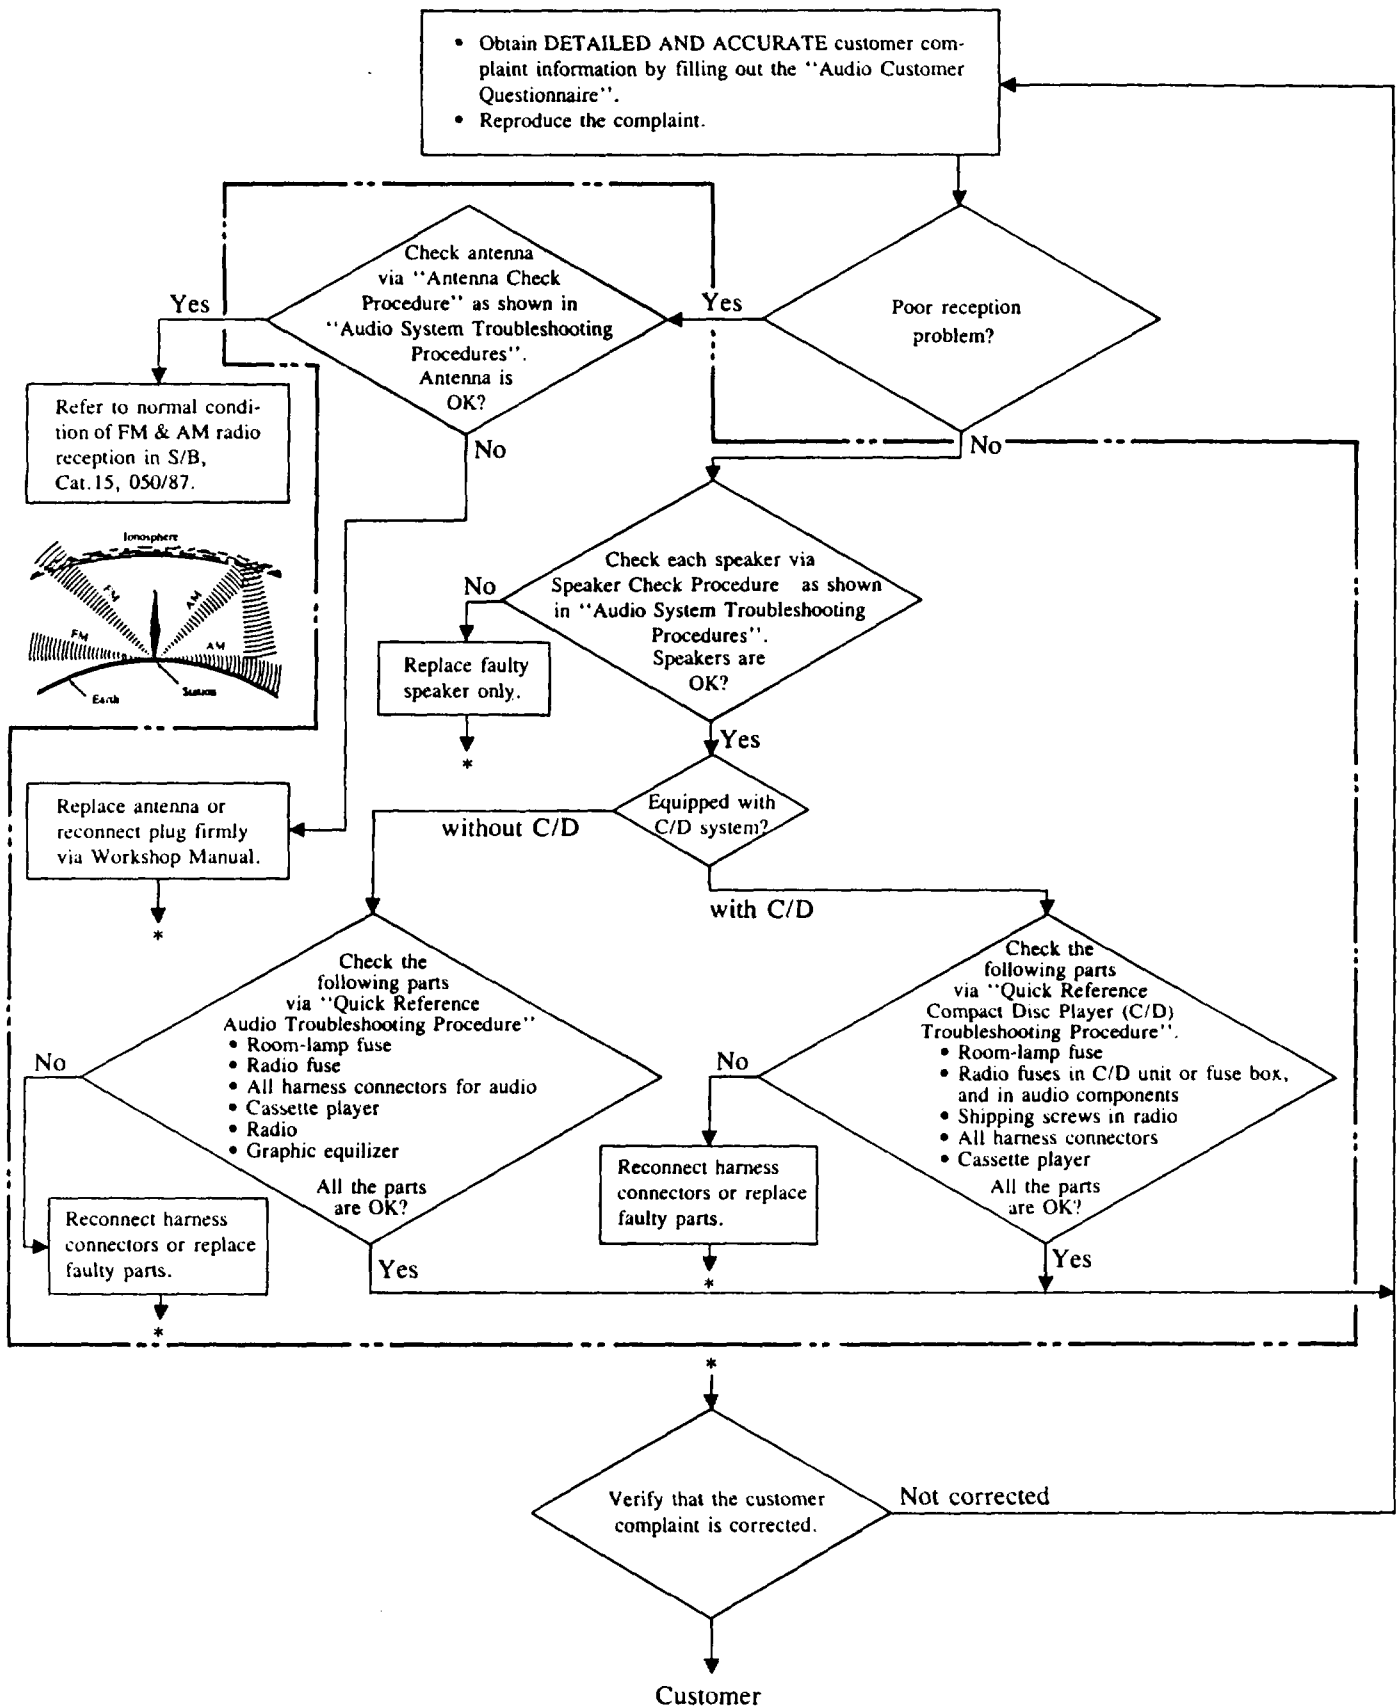 • Obtain DETAILED AND ACCURATE customer com-
plaint information by filling out the ‘‘Audio Customer
Questionnaire’’.
• Reproduce the complaint.
Poor reception
problem?
Yes
Check antenna
via ‘‘Antenna Check
Procedure’’ as shown in
‘‘Audio System Troubleshooting
Procedures’’.
Antenna is
OK?
Yes
Refer to normal condi-
tion of FM & AM radio
reception in S/B,
Cat.15, 050/87.
Ionosphere
FM
AM
FM
AM
Earth
Station
No
Replace antenna or
reconnect plug firmly
via Workshop Manual.
*
No
Check each speaker via
Speaker Check Procedure as shown
in ‘‘Audio System Troubleshooting
Procedures’’.
Speakers are
OK?
No
Replace faulty
speaker only.
*
Yes
Equipped with
C/D system?
without C/D
with C/D
Check the
following parts
via ‘‘Quick Reference
Audio Troubleshooting Procedure’’
• Room-lamp fuse
• Radio fuse
• All harness connectors for audio
• Cassette player
• Radio
• Graphic equilizer
All the parts
are OK?
No
Reconnect harness
connectors or replace
faulty parts.
*
Yes
Check the
following parts
via ‘‘Quick Reference
Compact Disc Player (C/D)
Troubleshooting Procedure’’.
• Room-lamp fuse
• Radio fuses in C/D unit or fuse box,
and in audio components
• Shipping screws in radio
• All harness connectors
• Cassette player
All the parts
are OK?
No
Reconnect harness
connectors or replace
faulty parts.
*
Yes
*
Verify that the customer
complaint is corrected.
Not corrected
Customer